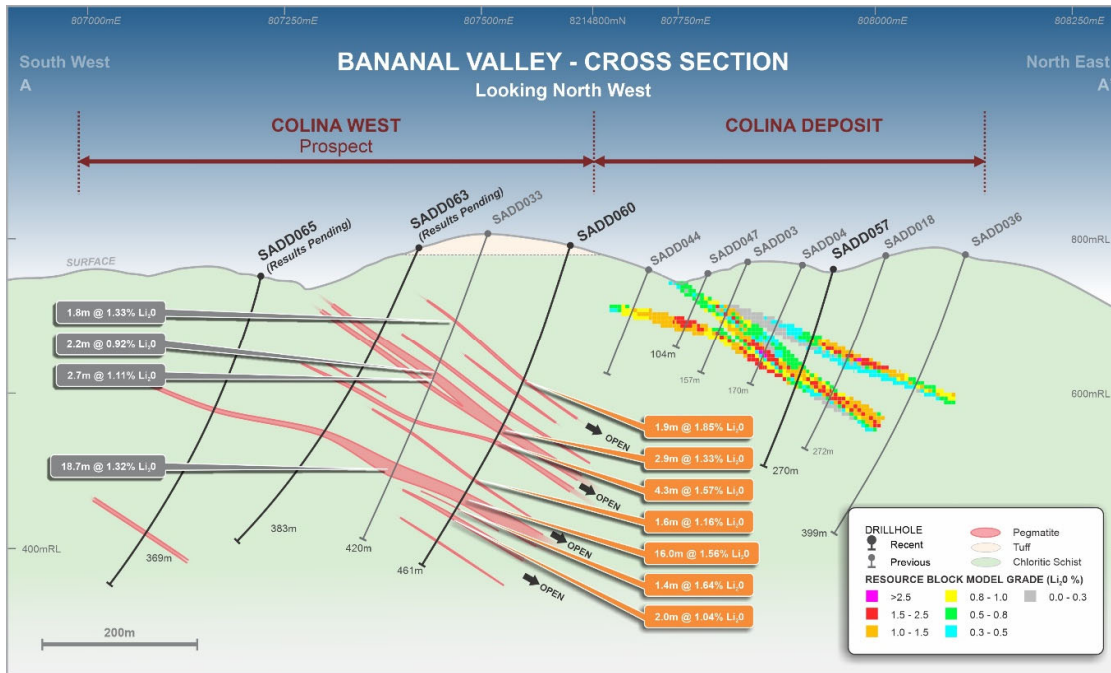 807000mE
807250mE
807500mE
8214800mN
807750mE
808000mE
808250mE
South West
A
BANANAL VALLEY - CROSS SECTION
Looking North West
North East
A'
COLINA WEST
Prospect
COLINA DEPOSIT
SADD065
(Results Pending)
SADD063
(Results Pending)
SADD033
SADD060
SADD044
SADD047
SADD03
SADD04
SADD057
SADD018
SADD036
800mRL
SURFACE
1.8m @ 1.33% Li₂0
2.2m @ 0.92% Li₂0
2.7m @ 1.11% Li₂0
18.7m @ 1.32% Li₂0
104m
157m
170m
600mRL
1.9m @ 1.85% Li₂0
OPEN
2.9m @ 1.33% Li₂0
4.3m @ 1.57% Li₂0
OPEN
1.6m @ 1.16% Li₂0
16.0m @ 1.56% Li₂0
OPEN
1.4m @ 1.64% Li₂0
OPEN
2.0m @ 1.04% Li₂0
270m
272m
399m
383m
420m
461m
369m
400mRL
200m
DRILLHOLE
Recent
Previous
Pegmatite
Tuff
Chloritic Schist
RESOURCE BLOCK MODEL GRADE (Li₂0 %)
>2.5
0.8 - 1.0
0.0 - 0.3
1.5 - 2.5
0.5 - 0.8
1.0 - 1.5
0.3 - 0.5